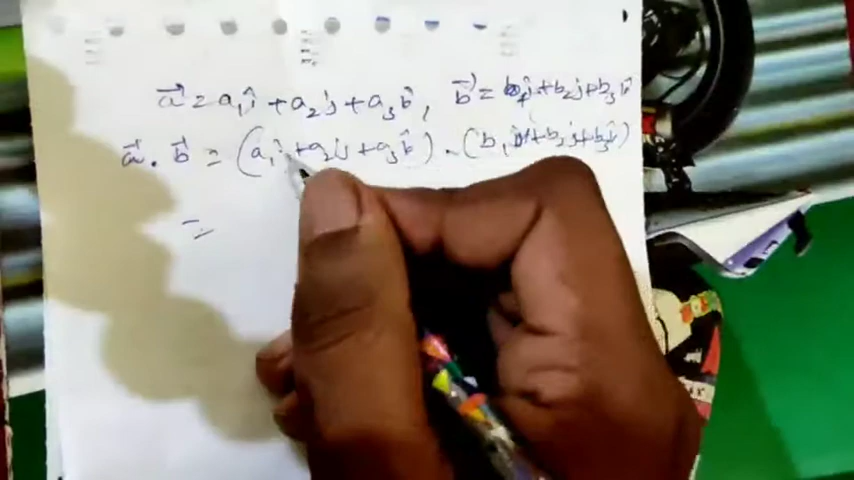 a⃗ = a₁î + a₂ĵ + a₃k̂, b⃗ = b₁î + b₂ĵ + b₃k̂
a⃗ . b⃗ = (a₁î + a₂ĵ + a₃k̂) . (b₁î + b₂ĵ + b₃k̂)
=